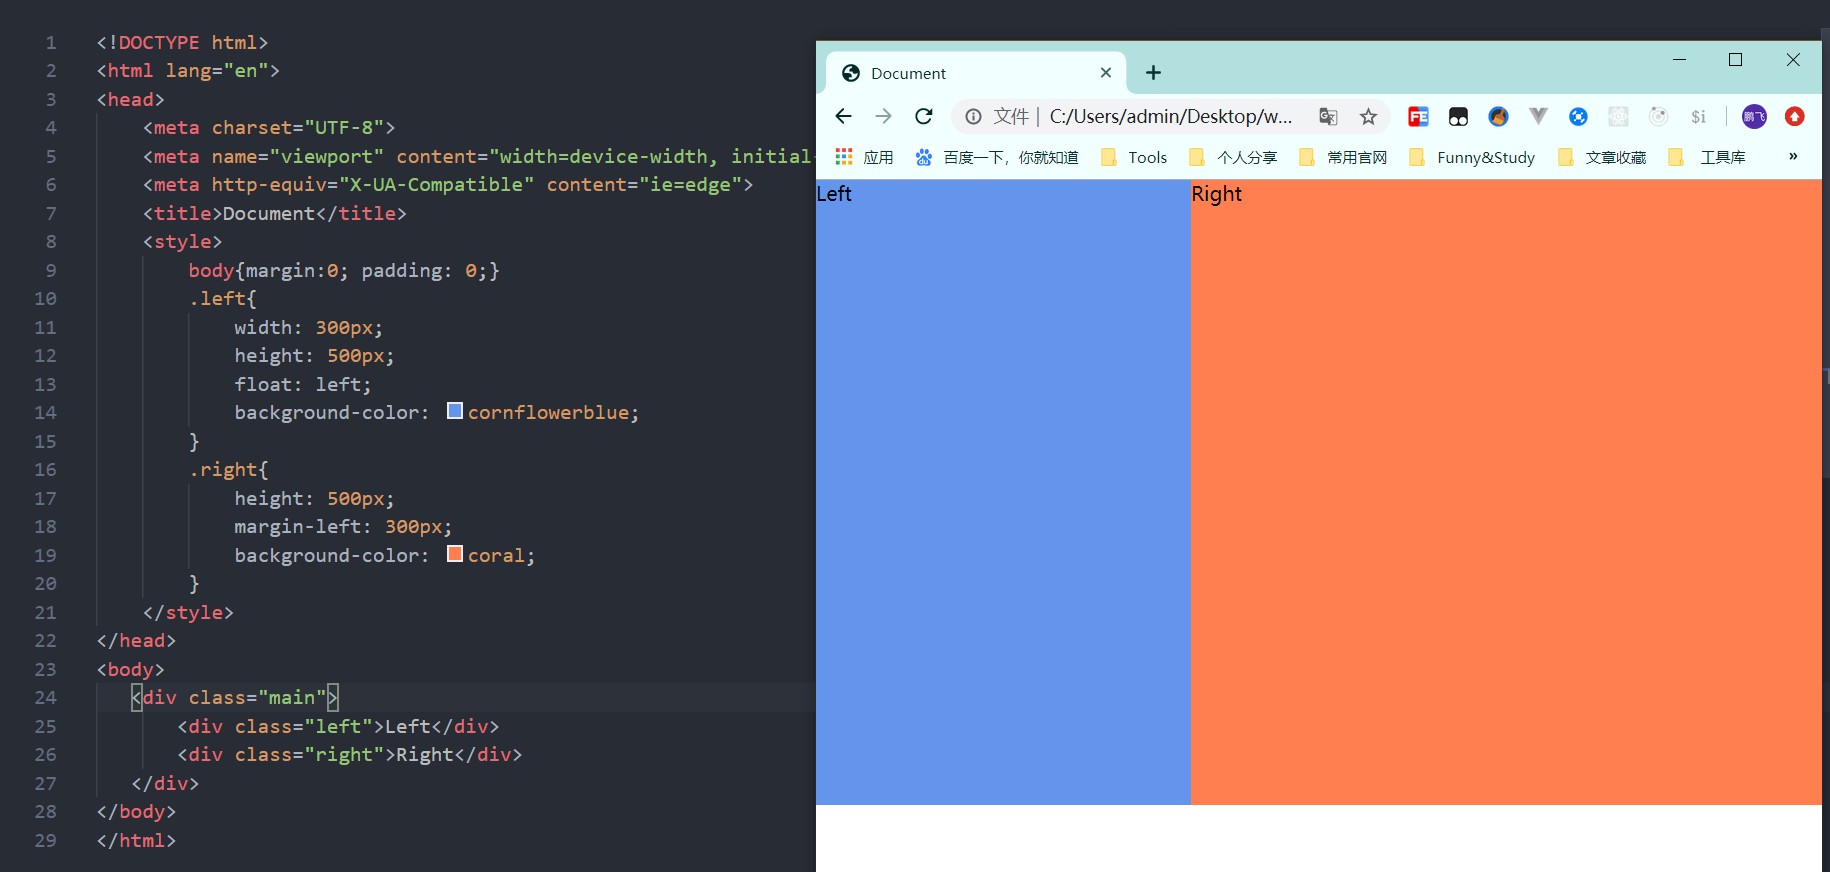 1 <!DOCTYPE html>
2 <html lang="en">
3 <head>
4 <meta charset="UTF-8">
5 <meta name="viewport" content="width=device-width, initial-
6 <meta http-equiv="X-UA-Compatible" content="ie=edge">
7 <title>Document</title>
8 <style>
9 body{margin:0; padding: 0;}
10 .left{
11 width: 300px;
12 height: 500px;
13 float: left;
14 background-color: cornflowerblue;
15 }
16 .right{
17 height: 500px;
18 margin-left: 300px;
19 background-color: coral;
20 }
21 </style>
22 </head>
23 <body>
24 <div class="main">
25 <div class="left">Left</div>
26 <div class="right">Right</div>
27 </div>
28 </body>
29 </html>
Document
文件 | C:/Users/admin/Desktop/w...
FE
$i
鹏飞
应用 百度一下，你就知道 Tools 个人分享 常用官网 Funny&Study 文章收藏 工具库 »
Left Right